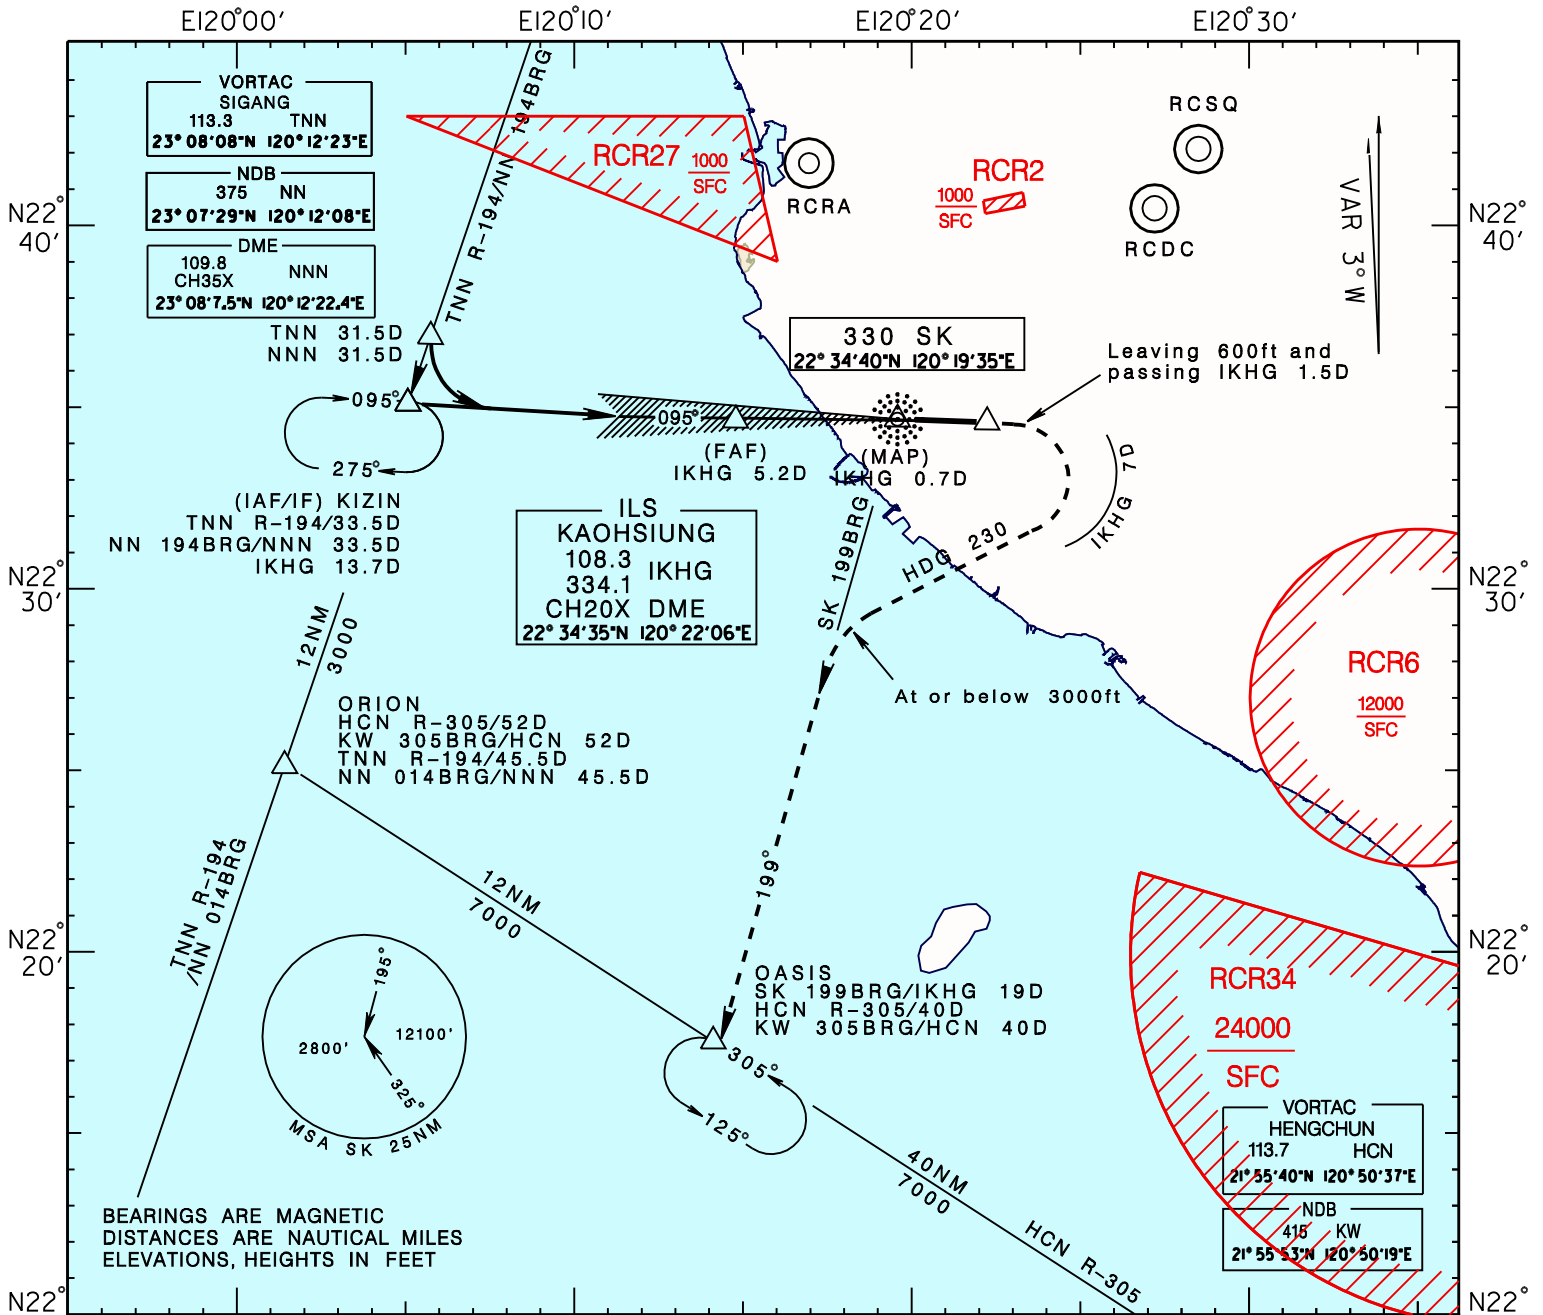 E120°00′ E120°10′ E120°20′ E120°30′
VORTAC
SIGANG
113.3 TNN
23°08′08″N 120°12′23″E
NDB
375 NN
23°07′29″N 120°12′08″E
DME
109.8
CH35X
NNN
23°08′7.5″N 120°12′22.4″E
TNN R-194/NN 194BRG
RCR27
1000
SFC
RCRA
RCR2
1000
SFC
RCSQ
RCDC
VAR 3°W
N22°
40′
N22°
40′
TNN 31.5D
NNN 31.5D
330 SK
22°34′40″N 120°19′35″E
Leaving 600ft and
passing IKHG 1.5D
095°
275°
095°
(FAF)
IKHG 5.2D
(MAP)
IKHG 0.7D
IKHG 7D
(IAF/IF) KIZIN
TNN R-194/33.5D
NN 194BRG/NNN 33.5D
IKHG 13.7D
ILS
KAOHSIUNG
108.3
334.1
IKHG
CH20X DME
22°34′35″N 120°22′06″E
SK 199BRG
HDG 230
N22°
30′
N22°
30′
12NM
3000
At or below 3000ft
RCR6
12000
SFC
ORION
HCN R-305/52D
KW 305BRG/HCN 52D
TNN R-194/45.5D
NN 014BRG/NNN 45.5D
TNN R-194
/NN 014BRG
12NM
7000
199°
N22°
20′
N22°
20′
OASIS
SK 199BRG/IKHG 19D
HCN R-305/40D
KW 305BRG/HCN 40D
RCR34
24000
SFC
195°
2800′
12100′
325°
MSA SK 25NM
305°
125°
40NM
7000
HCN R-305
VORTAC
HENGCHUN
113.7 HCN
21°55′40″N 120°50′37″E
NDB
415 KW
21°55′53″N 120°50′19″E
BEARINGS ARE MAGNETIC
DISTANCES ARE NAUTICAL MILES
ELEVATIONS, HEIGHTS IN FEET
N22°
N22°